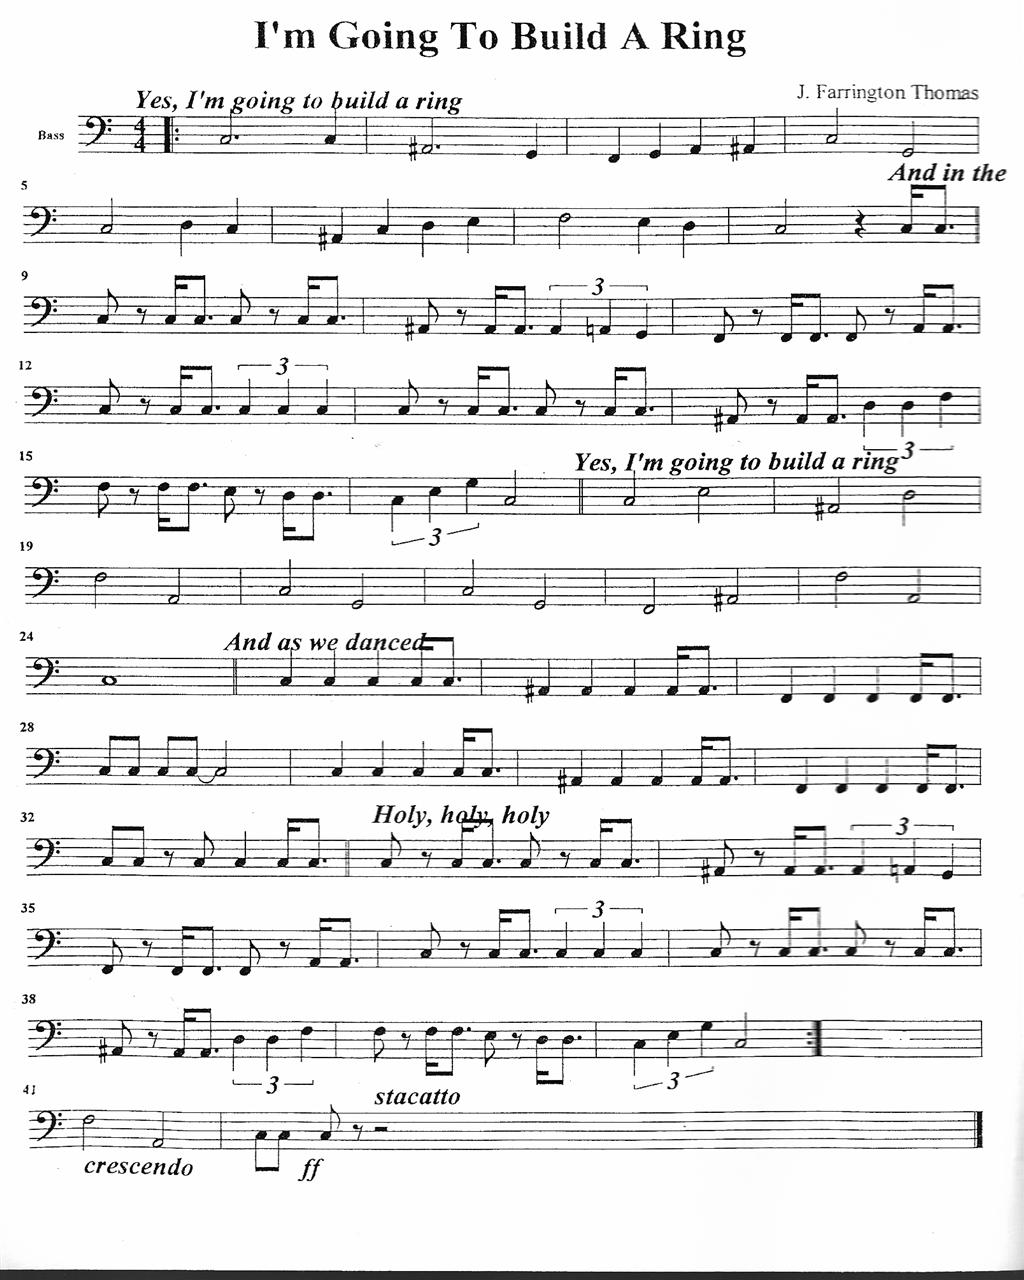 I'm Going To Build A Ring
J. Farrington Thomas
Yes, I'm going to build a ring
Bass
4
4
And in the
5
9
3
12
3
3
15
Yes, I'm going to build a ring
3
19
24
And as we danced
28
32
Holy, holy, holy
3
35
3
38
3
3
41
stacatto
crescendo
ff